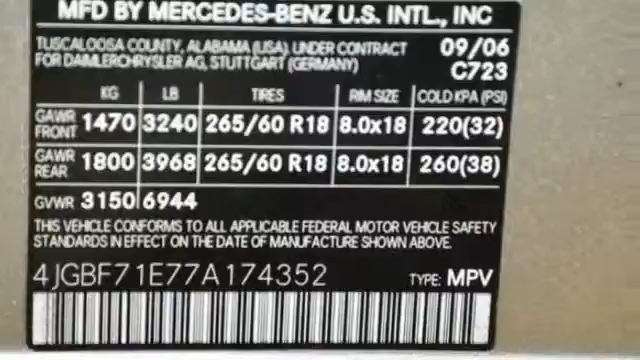 MFD BY MERCEDES-BENZ U.S. INTL., INC
TUSCALOOSA COUNTY, ALABAMA (USA) UNDER CONTRACT 09/06
FOR DAIMLERCHRYSLER AG, STUTTGART (GERMANY) C723
KG LB TIRES RIM SIZE COLD KPA (PSI)
GAWR FRONT 1470 3240 265/60 R18 8.0x18 220(32)
GAWR REAR 1800 3968 265/60 R18 8.0x18 260(38)
GVWR 3150 6944
THIS VEHICLE CONFORMS TO ALL APPLICABLE FEDERAL MOTOR VEHICLE SAFETY
STANDARDS IN EFFECT ON THE DATE OF MANUFACTURE SHOWN ABOVE.
4JGBF71E77A174352 TYPE: MPV